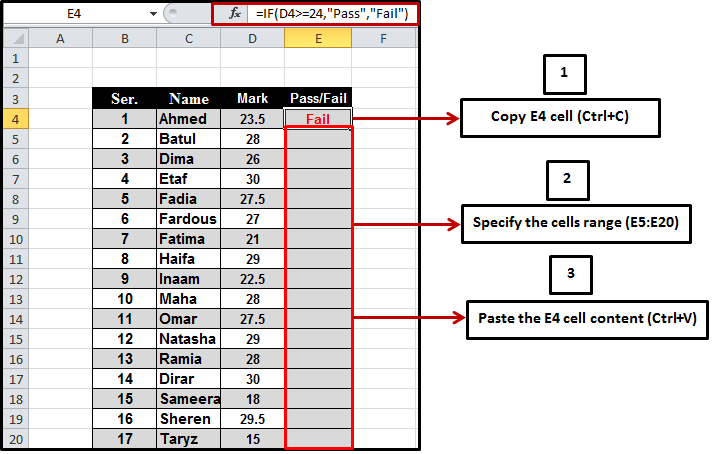 E4 fx =IF(D4>=24,"Pass","Fail")
A B C D E F
1
2
3 Ser. Name Mark Pass/Fail
4 1 Ahmed 23.5 Fail
5 2 Batul 28
6 3 Dima 26
7 4 Etaf 30
8 5 Fadia 27.5
9 6 Fardous 27
10 7 Fatima 21
11 8 Haifa 29
12 9 Inaam 22.5
13 10 Maha 28
14 11 Omar 27.5
15 12 Natasha 29
16 13 Ramia 28
17 14 Dirar 30
18 15 Sameera 18
19 16 Sheren 29.5
20 17 Taryz 15
1
Copy E4 cell (Ctrl+C)
2
Specify the cells range (E5:E20)
3
Paste the E4 cell content (Ctrl+V)